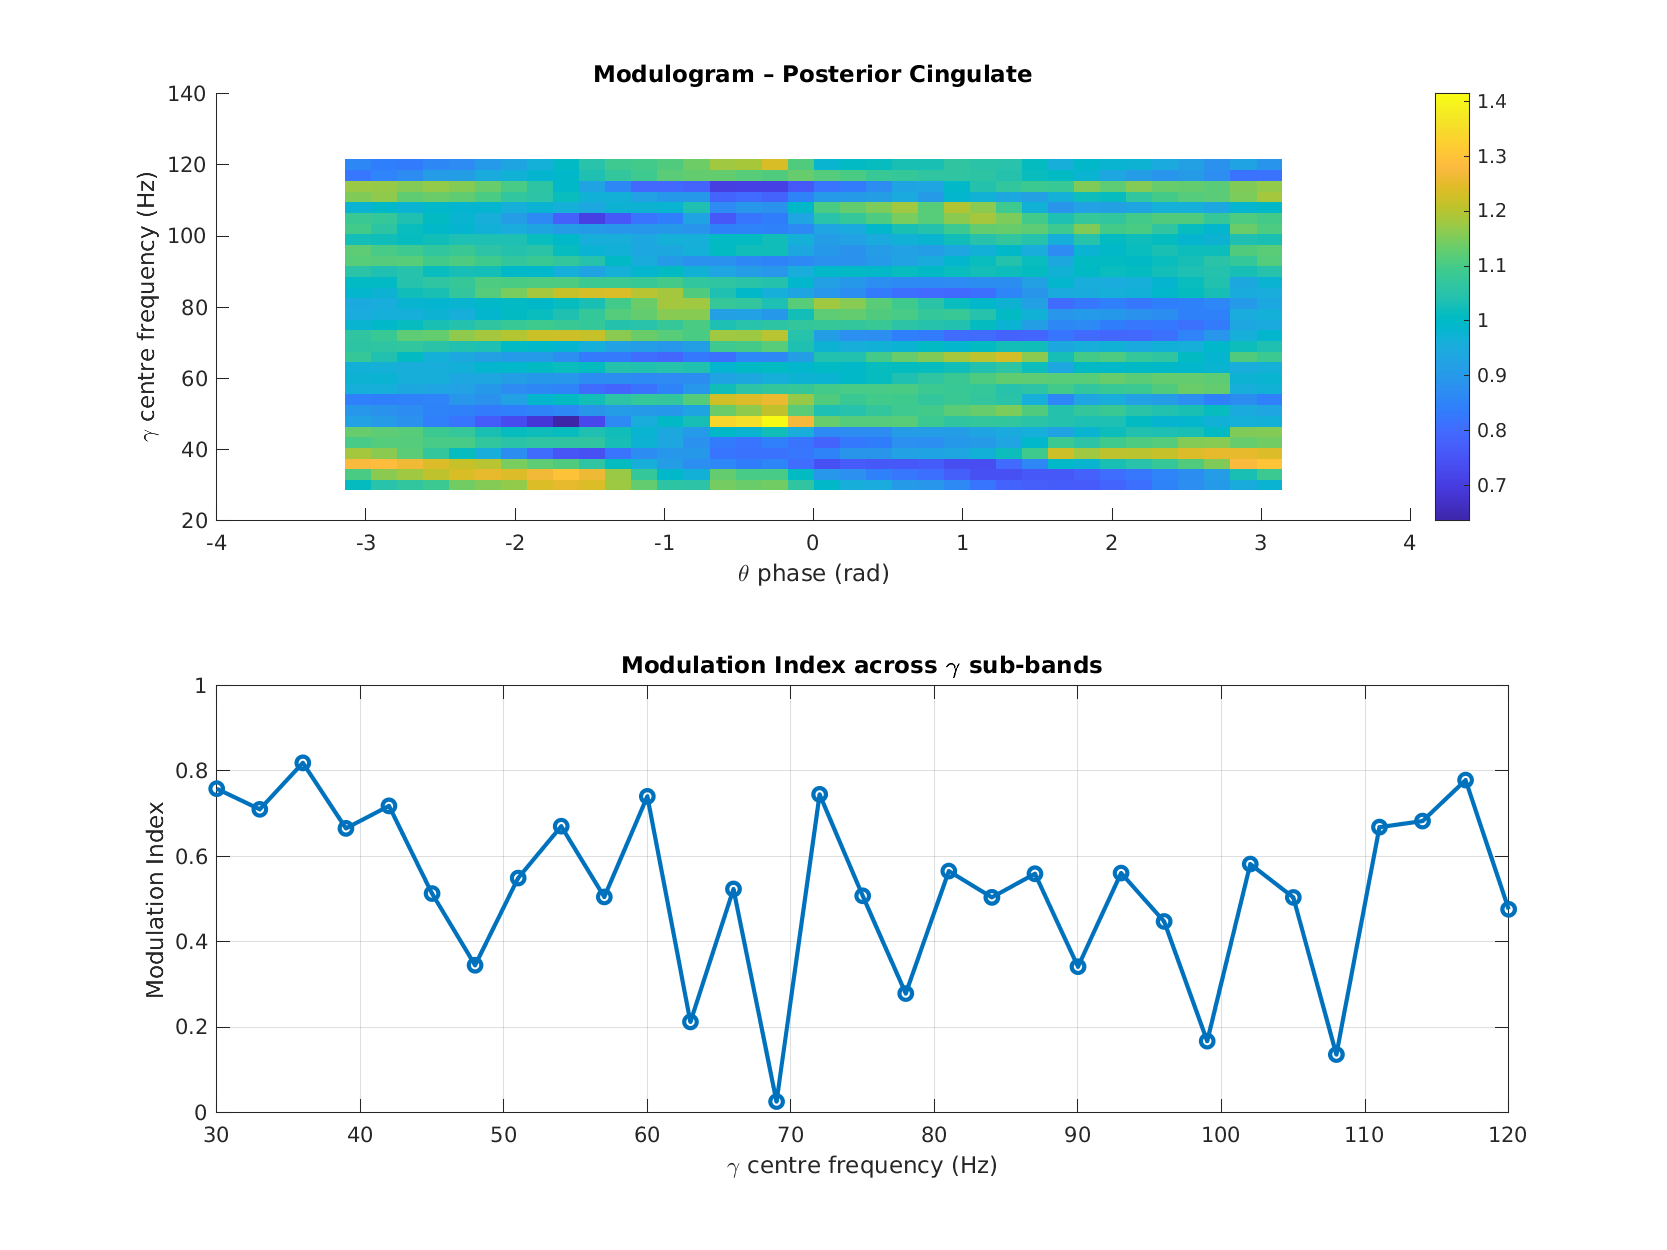 Modulogram – Posterior Cingulate
140
120
100
80
60
40
20
γ centre frequency (Hz)
-4 -3 -2 -1 0 1 2 3 4
θ phase (rad)
1.4
1.3
1.2
1.1
1
0.9
0.8
0.7
Modulation Index across γ sub-bands
1
0.8
0.6
0.4
0.2
0
Modulation Index
30 40 50 60 70 80 90 100 110 120
γ centre frequency (Hz)